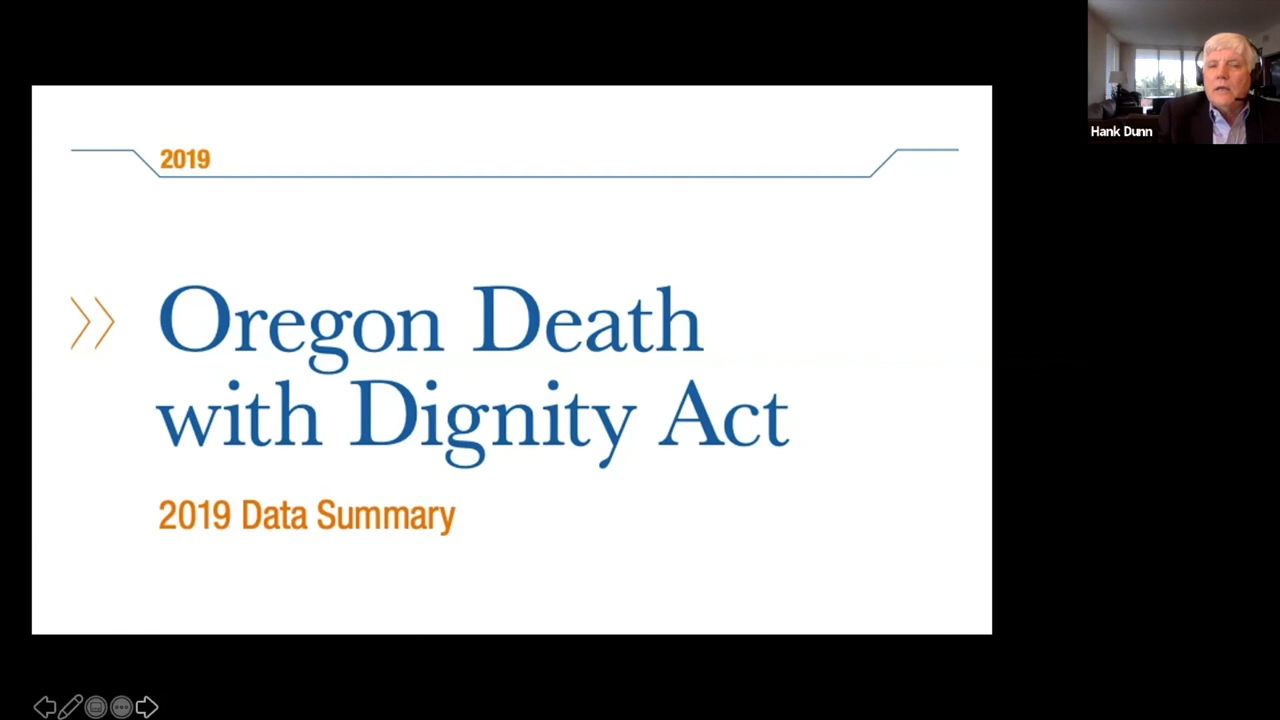 2019
Oregon Death
with Dignity Act
2019 Data Summary
Hank Dunn